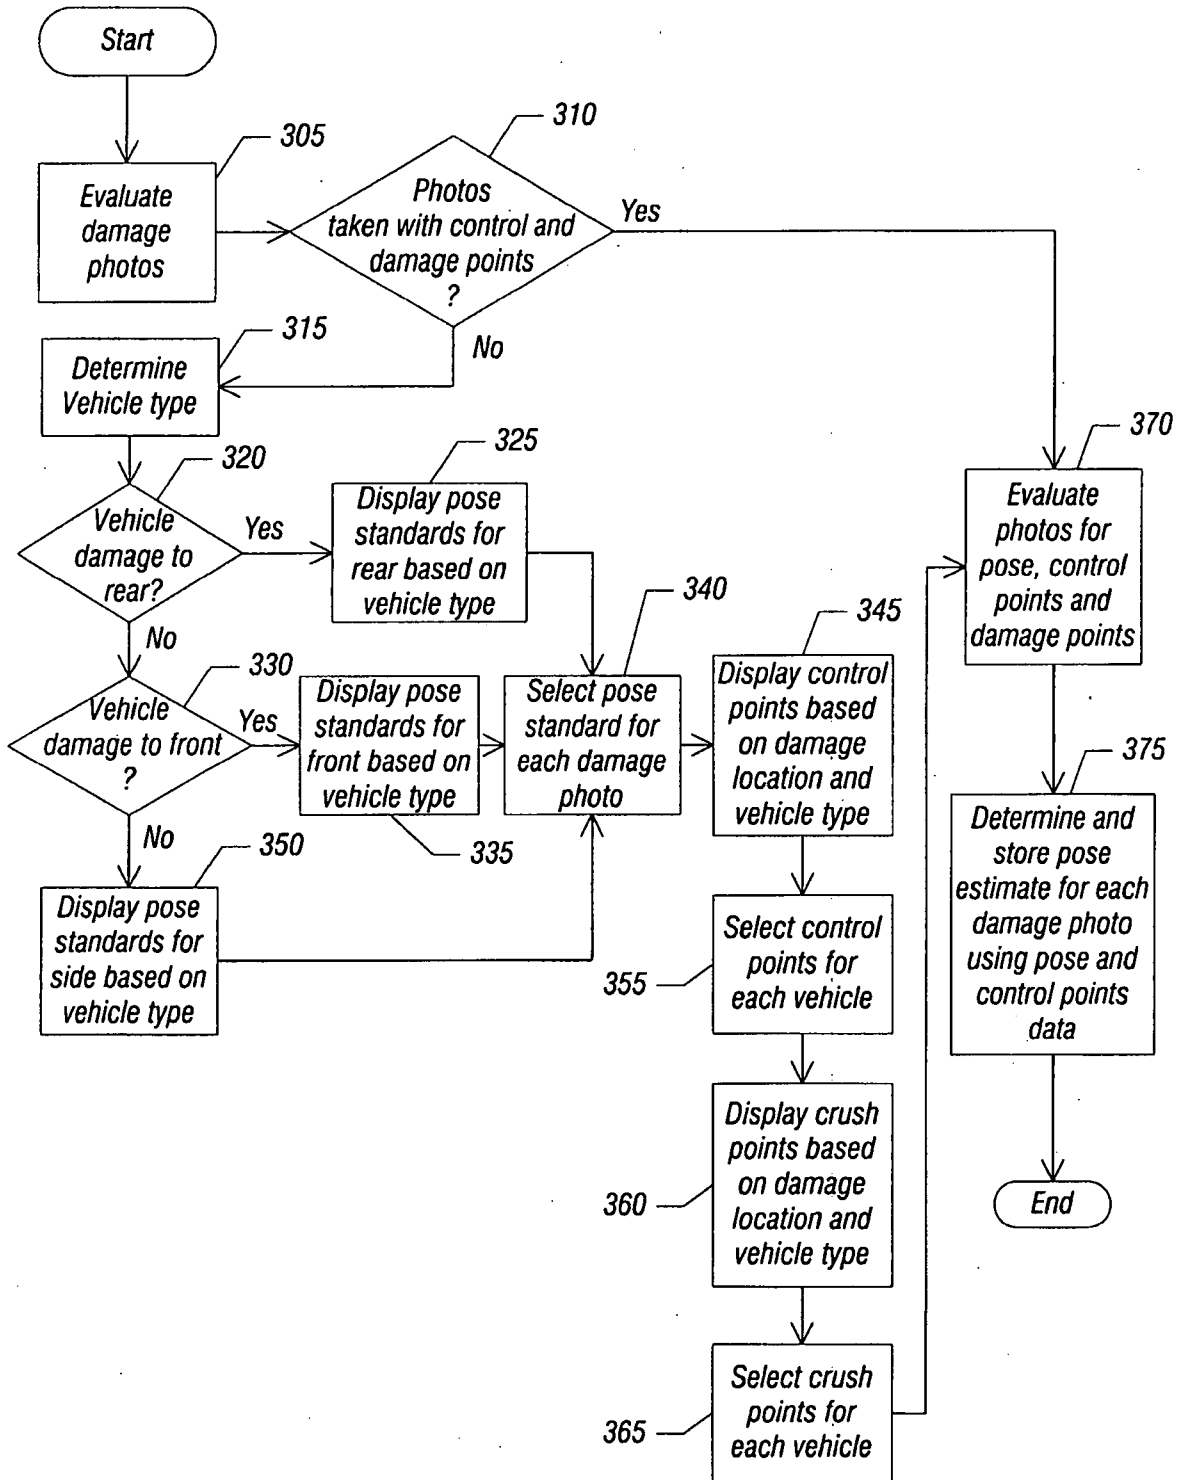 Start
305
Evaluate
damage
photos
310
Photos
taken with control and
damage points
?
Yes
No
315
Determine
Vehicle type
320
Vehicle
damage to
rear?
Yes
No
325
Display pose
standards for
rear based on
vehicle type
330
Vehicle
damage to front
?
Yes
No
Display pose
standards for
front based on
vehicle type
335
340
Select pose
standard for
each damage
photo
345
Display control
points based
on damage
location and
vehicle type
350
Display pose
standards for
side based on
vehicle type
355
Select control
points for
each vehicle
360
Display crush
points based
on damage
location and
vehicle type
365
Select crush
points for
each vehicle
370
Evaluate
photos for
pose, control
points and
damage points
375
Determine and
store pose
estimate for each
damage photo
using pose and
control points
data
End